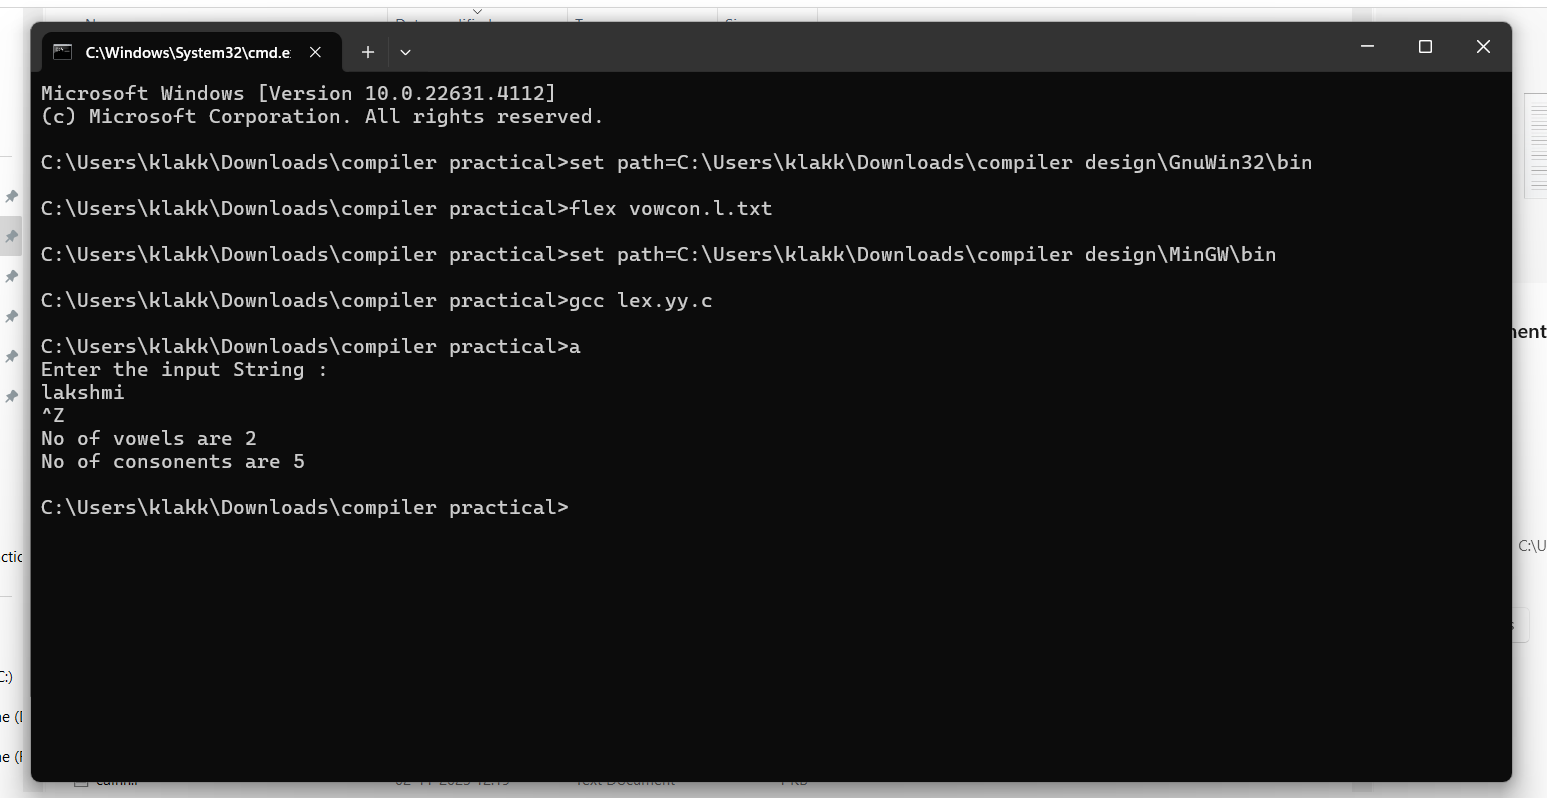 C:\Windows\System32\cmd.e
Microsoft Windows [Version 10.0.22631.4112]
(c) Microsoft Corporation. All rights reserved.
C:\Users\klakk\Downloads\compiler practical>set path=C:\Users\klakk\Downloads\compiler design\GnuWin32\bin
C:\Users\klakk\Downloads\compiler practical>flex vowcon.l.txt
C:\Users\klakk\Downloads\compiler practical>set path=C:\Users\klakk\Downloads\compiler design\MinGW\bin
C:\Users\klakk\Downloads\compiler practical>gcc lex.yy.c
C:\Users\klakk\Downloads\compiler practical>a
Enter the input String :
lakshmi
^Z
No of vowels are 2
No of consonents are 5
C:\Users\klakk\Downloads\compiler practical>
C:\U
C:)